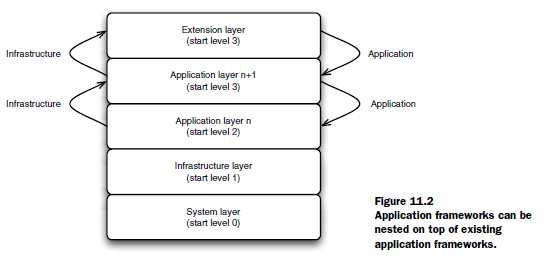 Extension layer
(start level 3)
Infrastructure
Application
Application layer n+1
(start level 3)
Infrastructure
Application
Application layer n
(start level 2)
Infrastructure layer
(start level 1)
System layer
(start level 0)
Figure 11.2
Application frameworks can be
nested on top of existing
application frameworks.